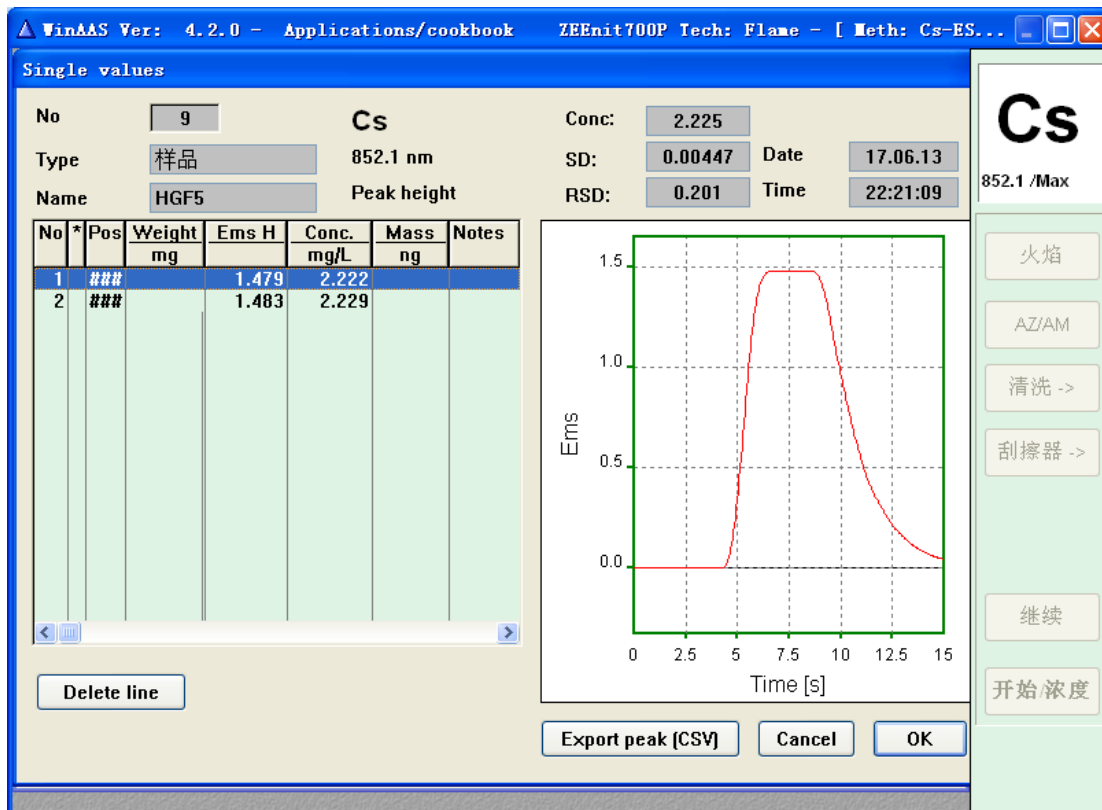 WinAAS Ver: 4.2.0 - Applications/cookbook ZEEnit700P Tech: Flame - [ Meth: Cs-ES...
Single values
No 9 Cs Conc: 2.225
Type 样品 852.1 nm SD: 0.00447 Date 17.06.13
Name HGF5 Peak height RSD: 0.201 Time 22:21:09
Cs
852.1 /Max
No * Pos Weight Ems H Conc. Mass Notes
mg mg/L ng
1 ### 1.479 2.222
2 ### 1.483 2.229
1.5
1.0
0.5
0.0
Ems
0 2.5 5 7.5 10 12.5 15
Time [s]
火焰
AZ/AM
清洗 ->
刮擦器 ->
继续
开始/浓度
Delete line
Export peak (CSV) Cancel OK